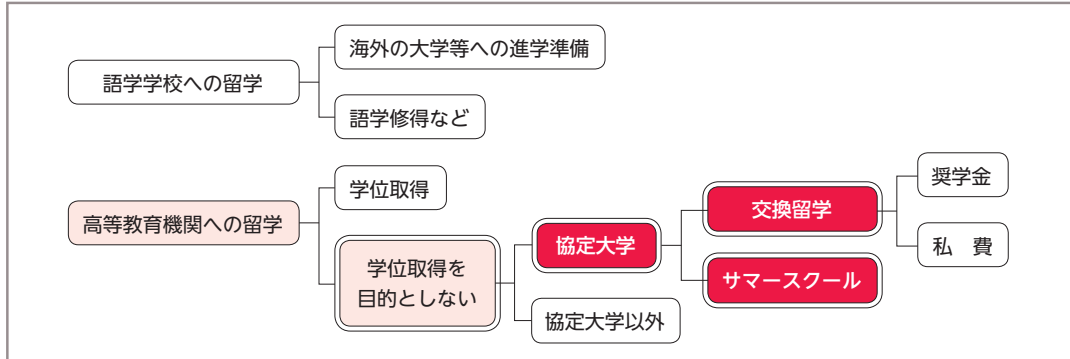 語学学校への留学
海外の大学等への進学準備
語学修得など
高等教育機関への留学
学位取得
学位取得を
目的としない
協定大学
協定大学以外
交換留学
サマースクール
奨学金
私　費